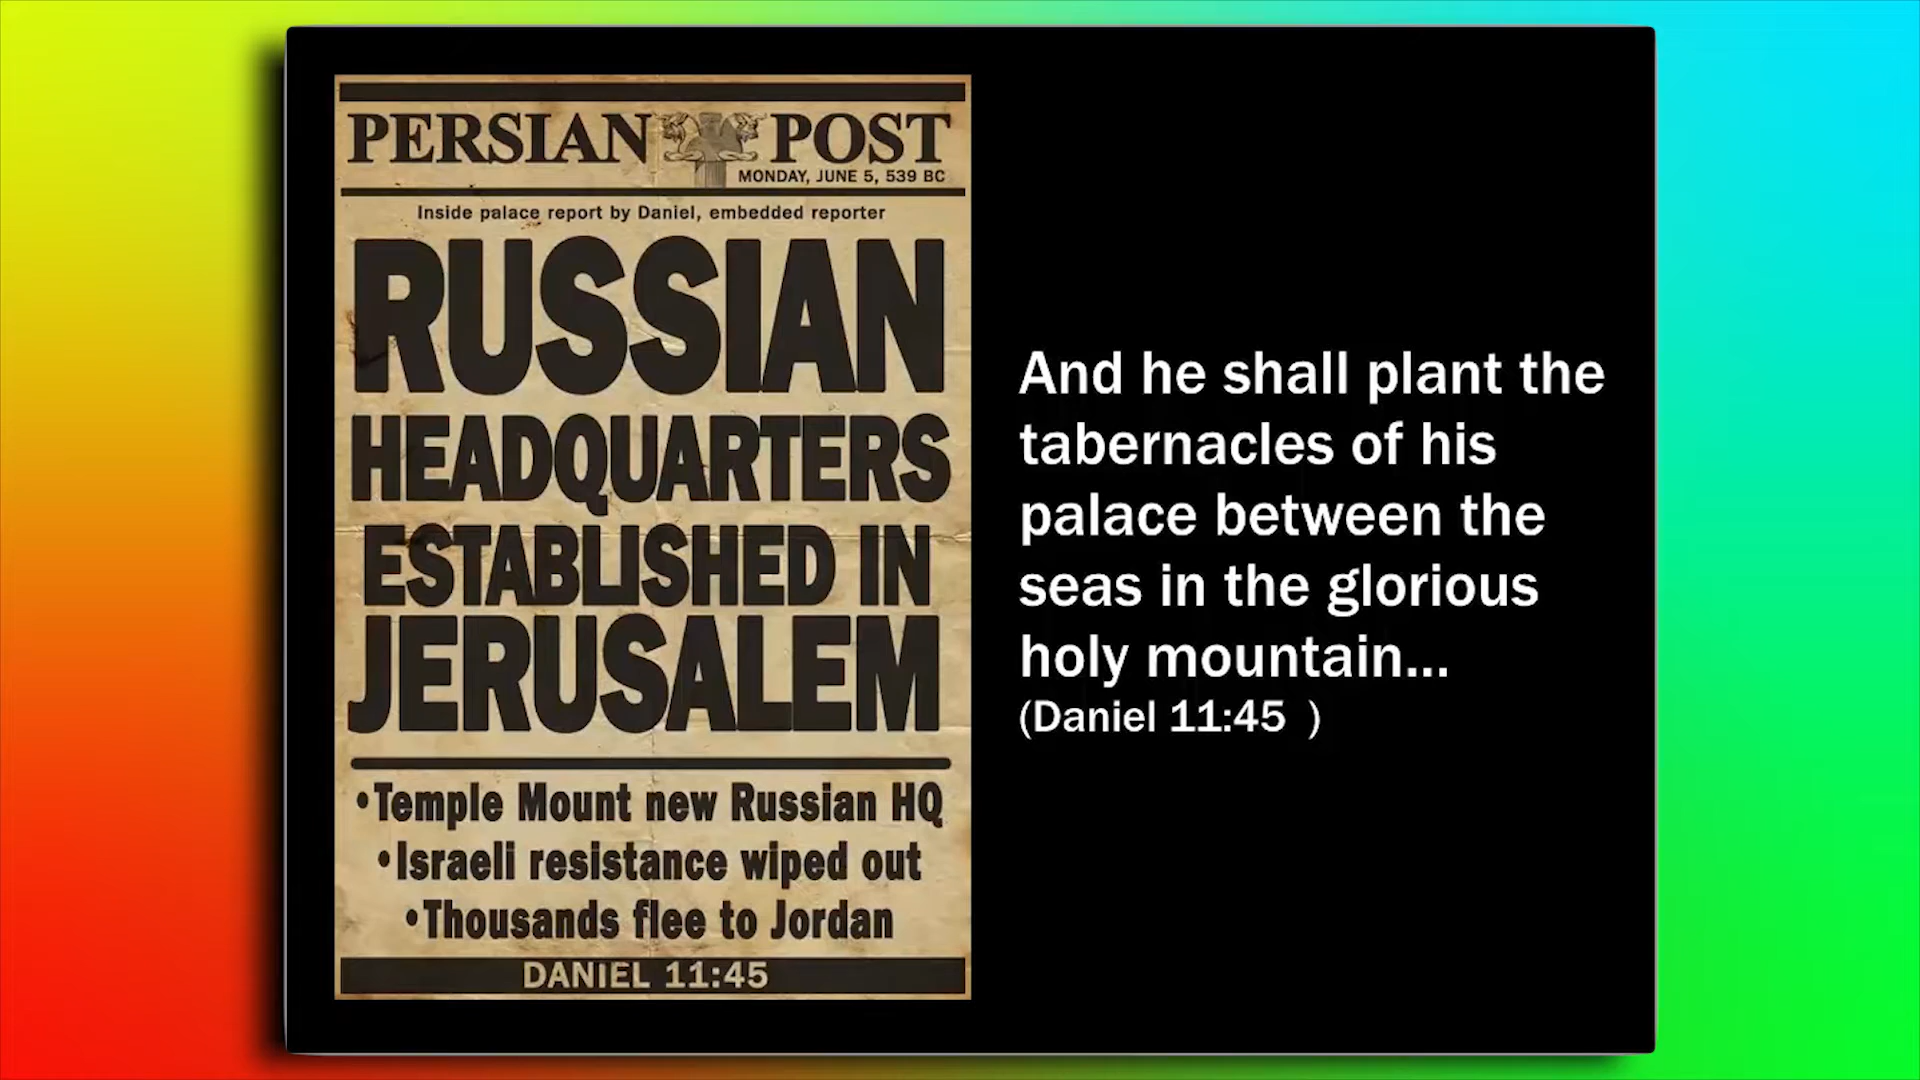 PERSIAN POST
MONDAY, JUNE 5, 539 BC
Inside palace report by Daniel, embedded reporter
RUSSIAN
HEADQUARTERS
ESTABLISHED IN
JERUSALEM
•Temple Mount new Russian HQ
•Israeli resistance wiped out
•Thousands flee to Jordan
DANIEL 11:45
And he shall plant the
tabernacles of his
palace between the
seas in the glorious
holy mountain...
(Daniel 11:45 )